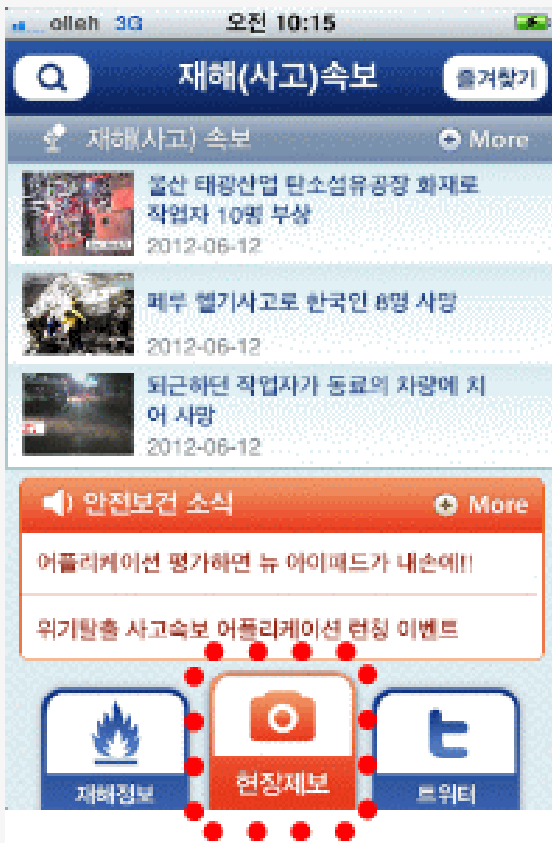 olleh 3G 오전 10:15
재해(사고)속보
즐겨찾기
재해(사고) 속보 More
울산 태광산업 탄소섬유공장 화재로
작업자 10명 부상
2012-06-12
페루 헬기사고로 한국인 8명 사망
2012-06-12
퇴근하던 작업자가 동료의 차량에 치
어 사망
2012-06-12
안전보건 소식 More
어플리케이션 평가하면 뉴 아이패드가 내손에!!
위기탈출 사고속보 어플리케이션 런칭 이벤트
재해정보
현장제보
트위터